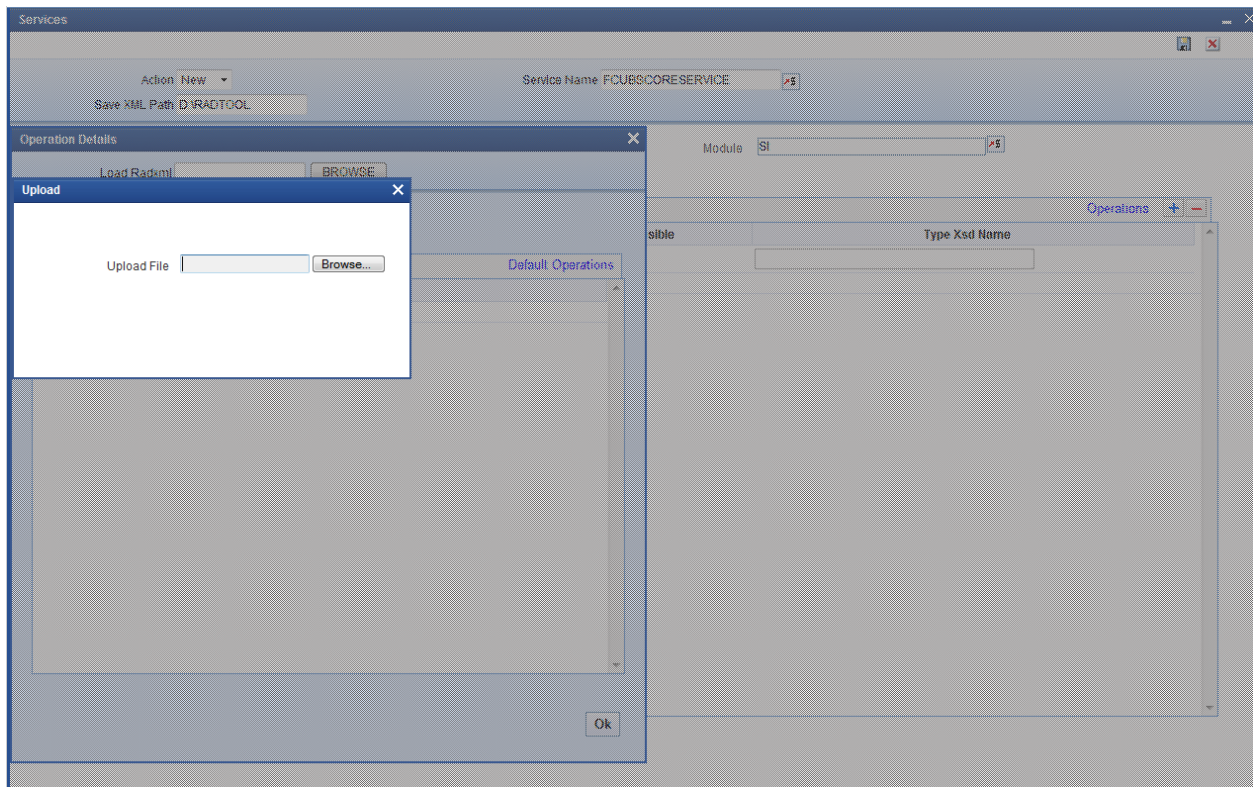 Services
Action New
Service Name FCUBSCORESERVICE
Save XML Path D:\RADTOOL
Operation Details
Module SI
Load Radxml BROWSE
Upload
Operations
sible
Type Xsd Name
Upload File Browse...
Default Operations
Ok